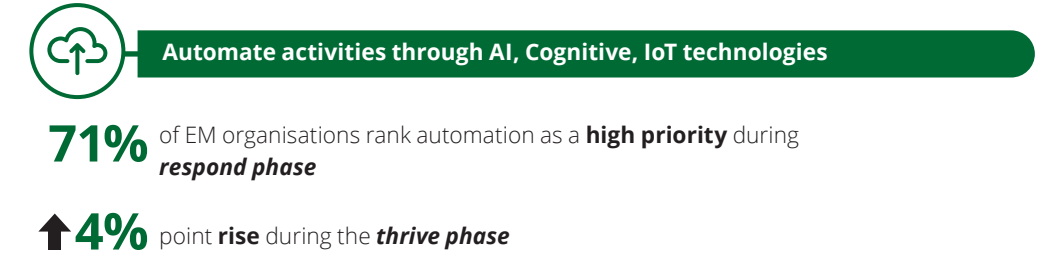 Automate activities through AI, Cognitive, IoT technologies
71% of EM organisations rank automation as a high priority during
respond phase
4% point rise during the thrive phase